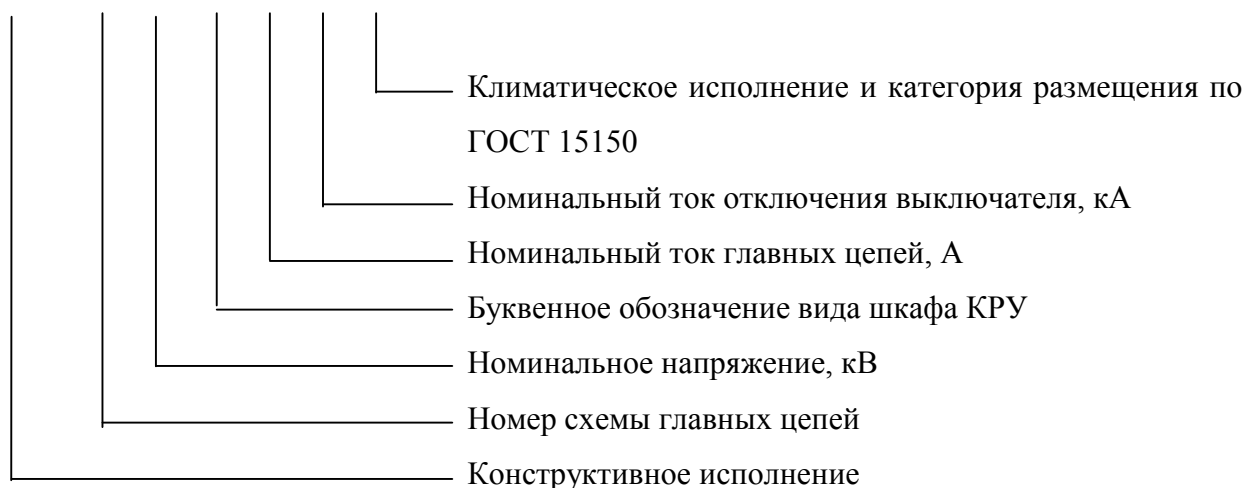 Климатическое исполнение и категория размещения по
ГОСТ 15150
Номинальный ток отключения выключателя, кА
Номинальный ток главных цепей, А
Буквенное обозначение вида шкафа КРУ
Номинальное напряжение, кВ
Номер схемы главных цепей
Конструктивное исполнение